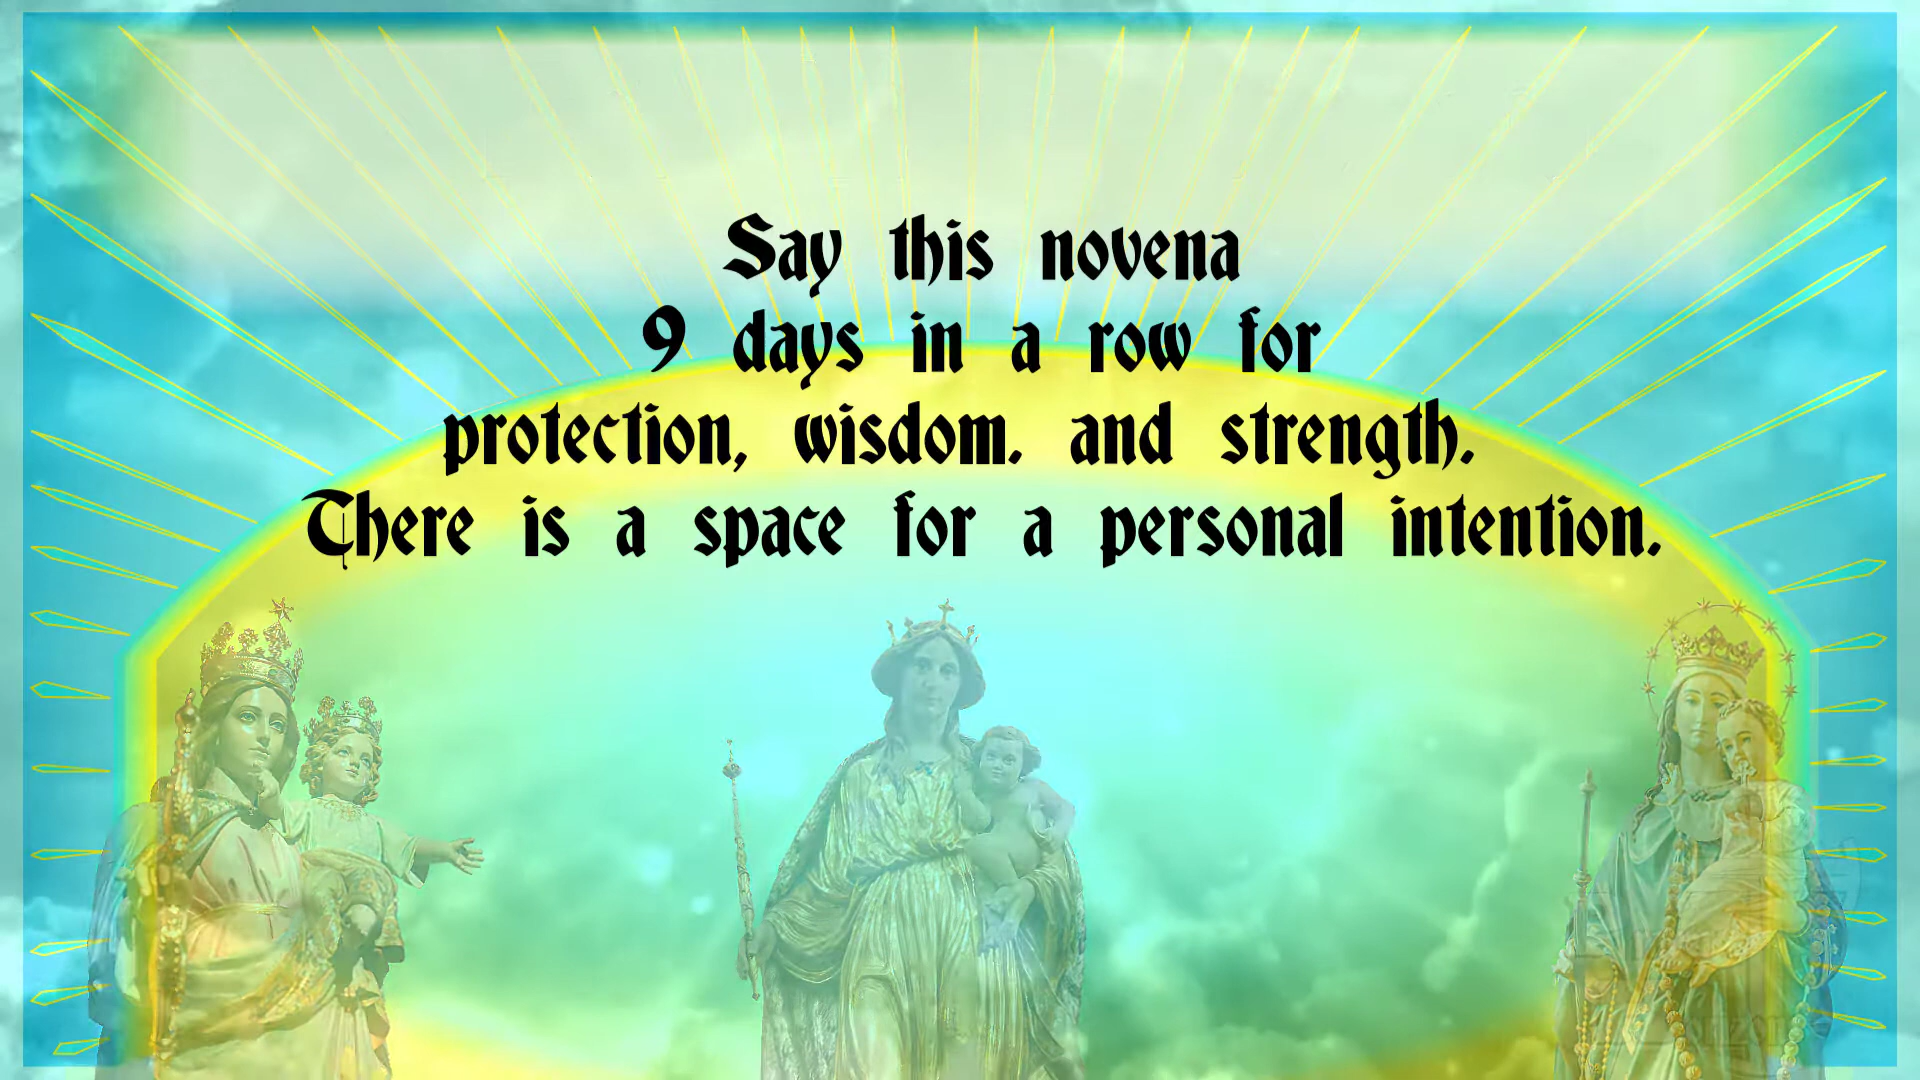 Say this novena
9 days in a row for
protection, wisdom. and strength.
There is a space for a personal intention.